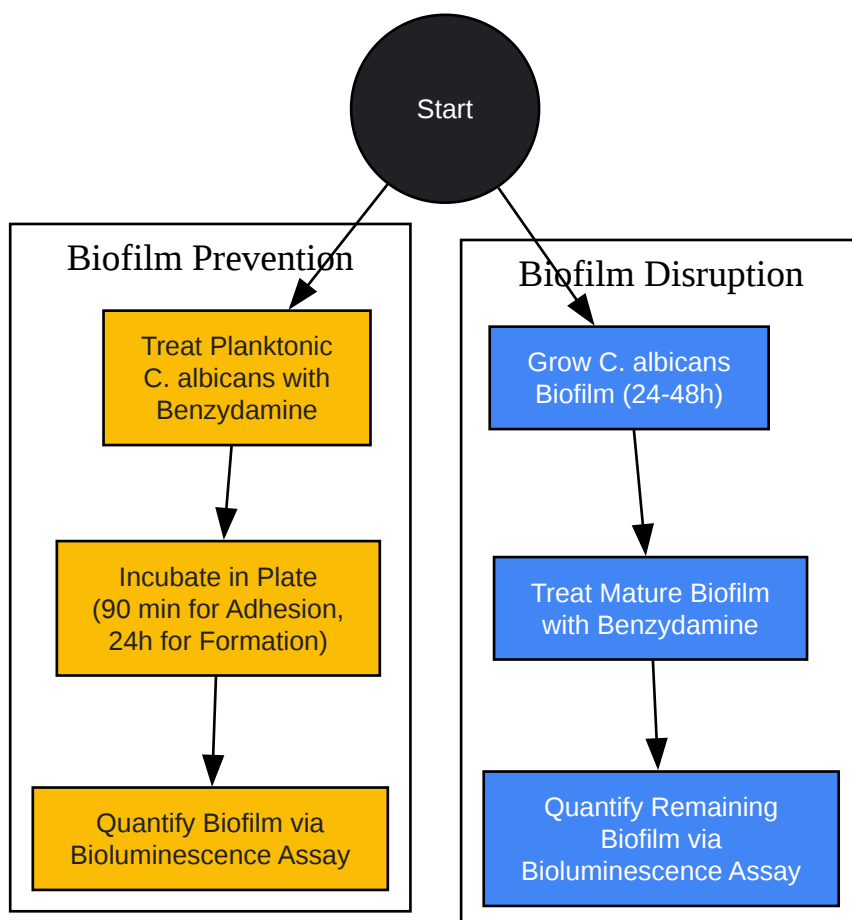 Start
Biofilm Prevention
Treat Planktonic
C. albicans with
Benzydamine
Incubate in Plate
(90 min for Adhesion,
24h for Formation)
Quantify Biofilm via
Bioluminescence Assay
Biofilm Disruption
Grow C. albicans
Biofilm (24-48h)
Treat Mature Biofilm
with Benzydamine
Quantify Remaining
Biofilm via
Bioluminescence Assay